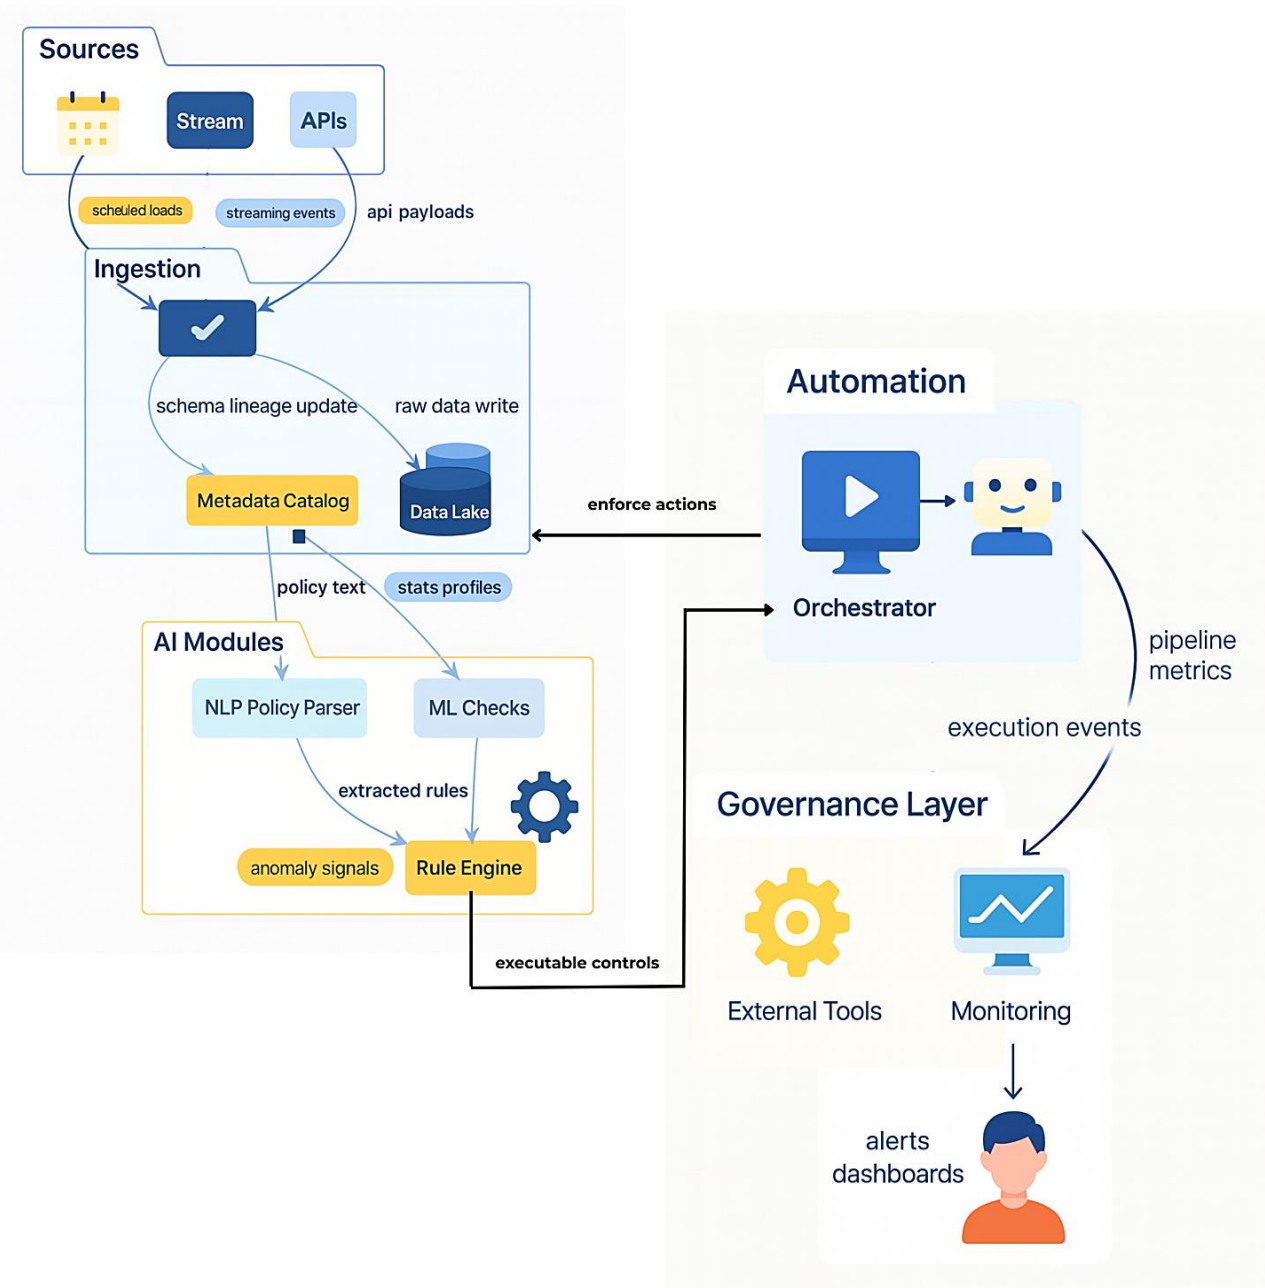 Sources
Stream
APIs
scheuled loads
streaming events
api payloads
Ingestion
schema lineage update
raw data write
Metadata Catalog
Data Lake
policy text
stats profiles
AI Modules
NLP Policy Parser
ML Checks
extracted rules
anomaly signals
Rule Engine
executable controls
enforce actions
Automation
Orchestrator
pipeline
metrics
execution events
Governance Layer
External Tools
Monitoring
alerts
dashboards